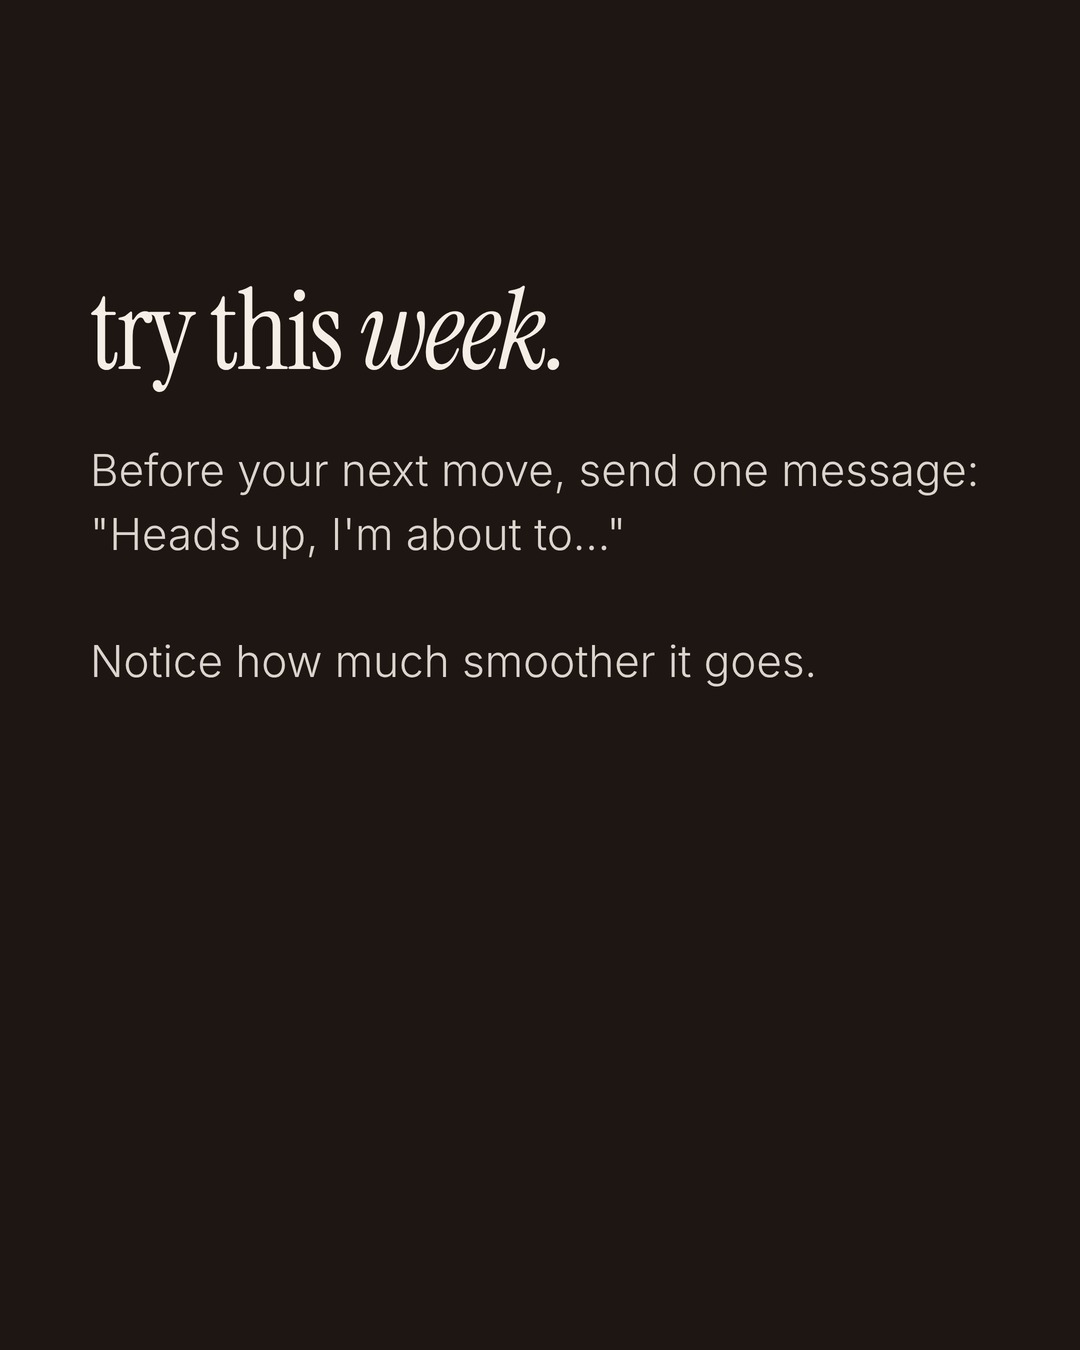 try this week.
Before your next move, send one message:
"Heads up, I'm about to..."
Notice how much smoother it goes.